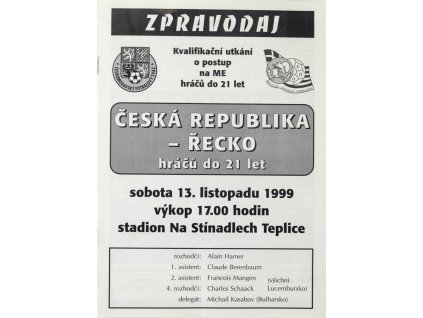 ZPRAVODAJ
Kvalifikační utkání
o postup
na ME
hráčů do 21 let
ČESKÁ REPUBLIKA
– ŘECKO
hráčů do 21 let
sobota 13. listopadu 1999
výkop 17.00 hodin
stadion Na Stínadlech Teplice
rozhodčí: Alain Hamer
1. asistent: Claude Berenbaum
2. asistent: Francois Mangen (všichni
4. rozhodčí: Charles Schaack Lucembursko)
delegát: Michail Kasabov (Bulharsko)